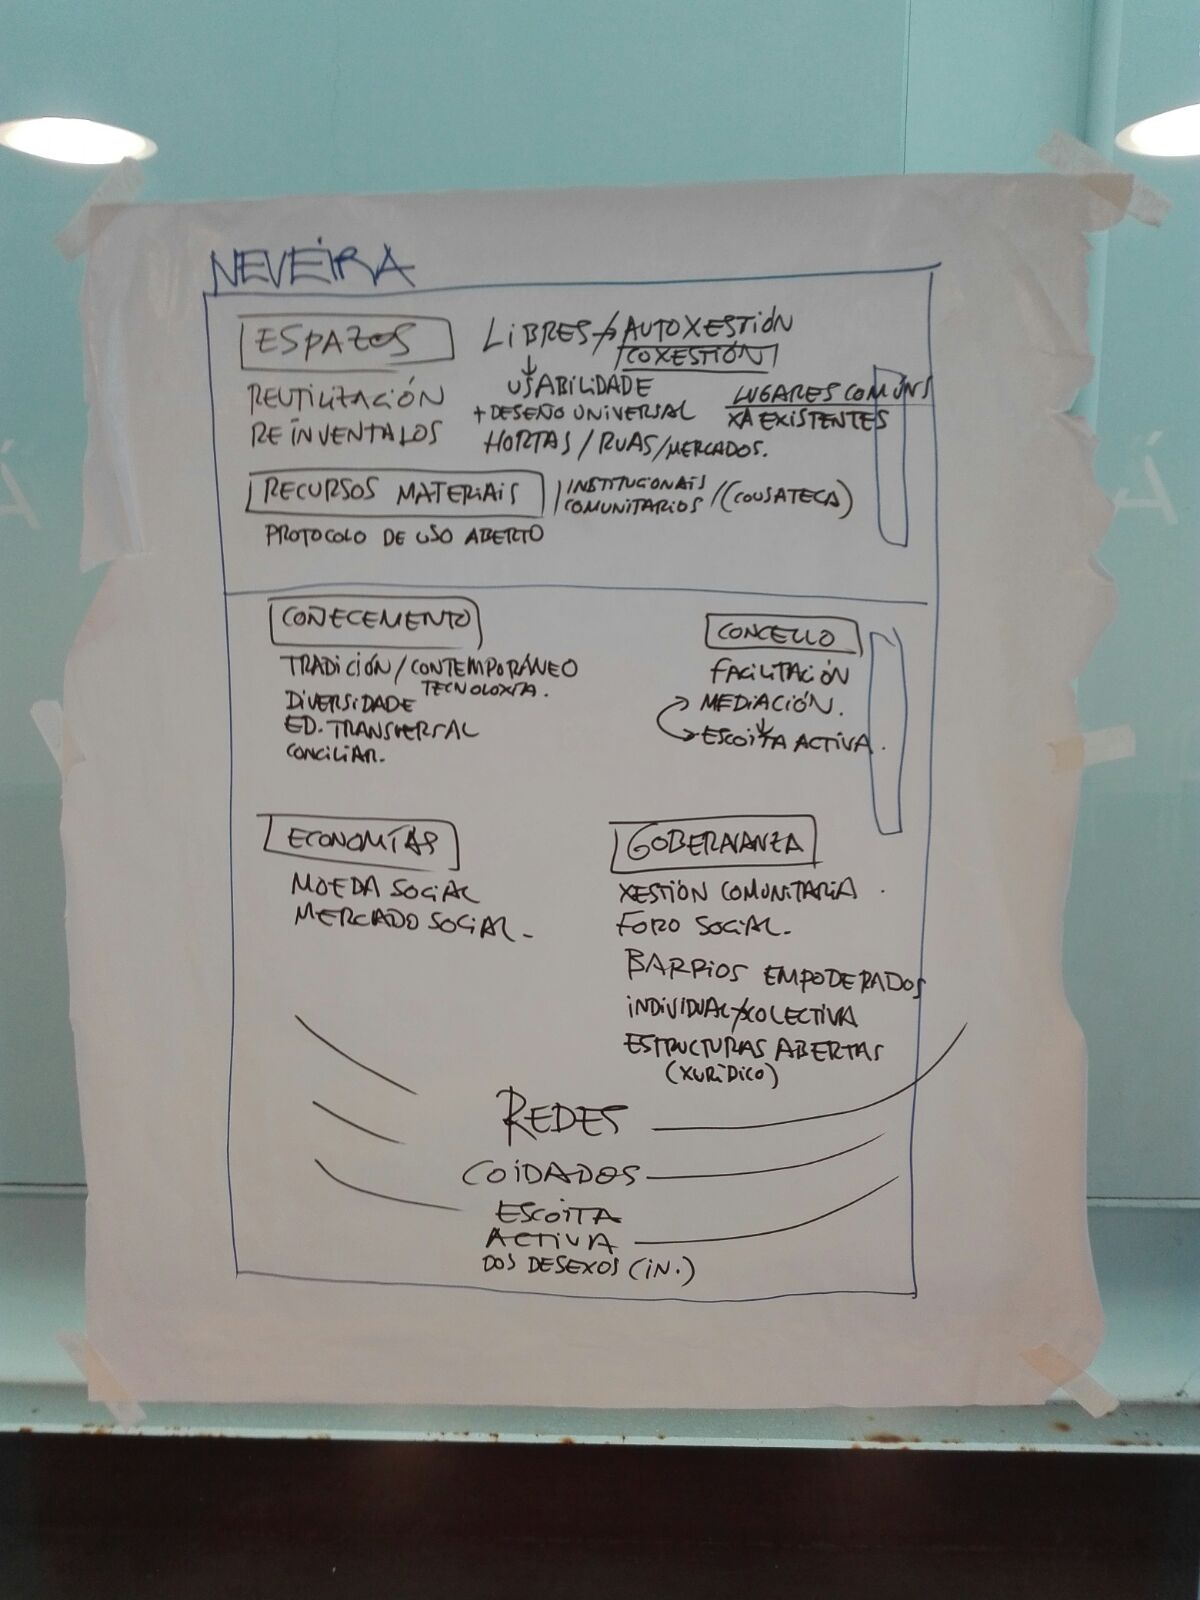 NEVEIRA
ESPAZOS
LIBRES → AUTOXESTIÓN
COXESTIÓN
REUTILIZACIÓN
REINVENTALOS
USABILIDADE
+ DESEÑO UNIVERSAL
HORTAS / RUAS / MERCADOS.
LUGARES COMÚNS
XA EXISTENTES
RECURSOS MATERIAIS
/ INSTITUCIONAIS
COMUNITARIOS / (COUSATECA)
PROTOCOLO DE USO ABERTO
COÑECEMENTO
TRADICIÓN / CONTEMPORÁNEO
TECNOLOXÍA.
DIVERSIDADE
ED. TRANSVERSAL
CONCILIAR.
CONCELLO
FACILITACIÓN
MEDIACIÓN.
ESCOITA ACTIVA.
ECONOMÍAS
MOEDA SOCIAL
MERCADO SOCIAL.
GOBERNANZA
XESTIÓN COMUNITARIA
FORO SOCIAL.
BARRIOS EMPODERADOS
INDIVIDUAL → COLECTIVA
ESTRUCTURAS ABERTAS
(XURÍDICO)
REDES
COIDADOS
ESCOITA
ACTIVA
DOS DESEXOS (IN.)